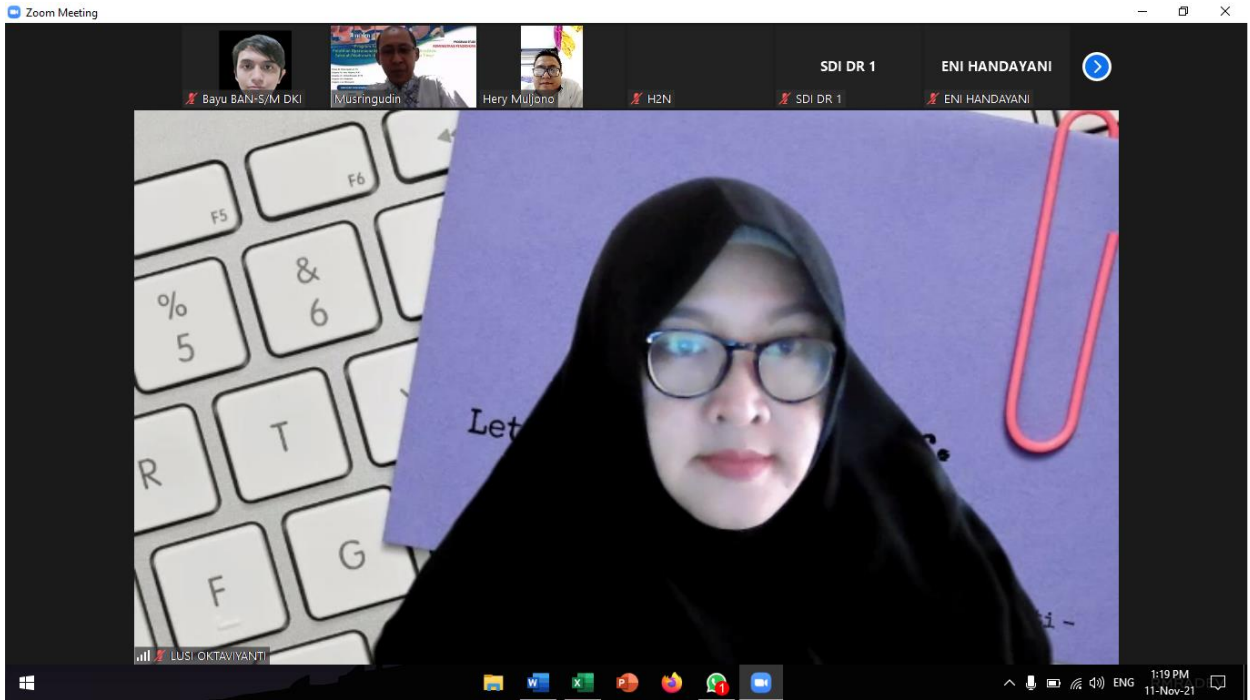 Zoom Meeting
SDI DR 1
ENI HANDAYANI
Bayu BAN-S/M DKI
Musringudin
Hery Muljono
H2N
SDI DR 1
ENI HANDAYANI
F5
F6
%
5
&
6
R
T
F
G
Let
LUSI OKTAVIYANTI
ENG
1:19 PM
11-Nov-21
1